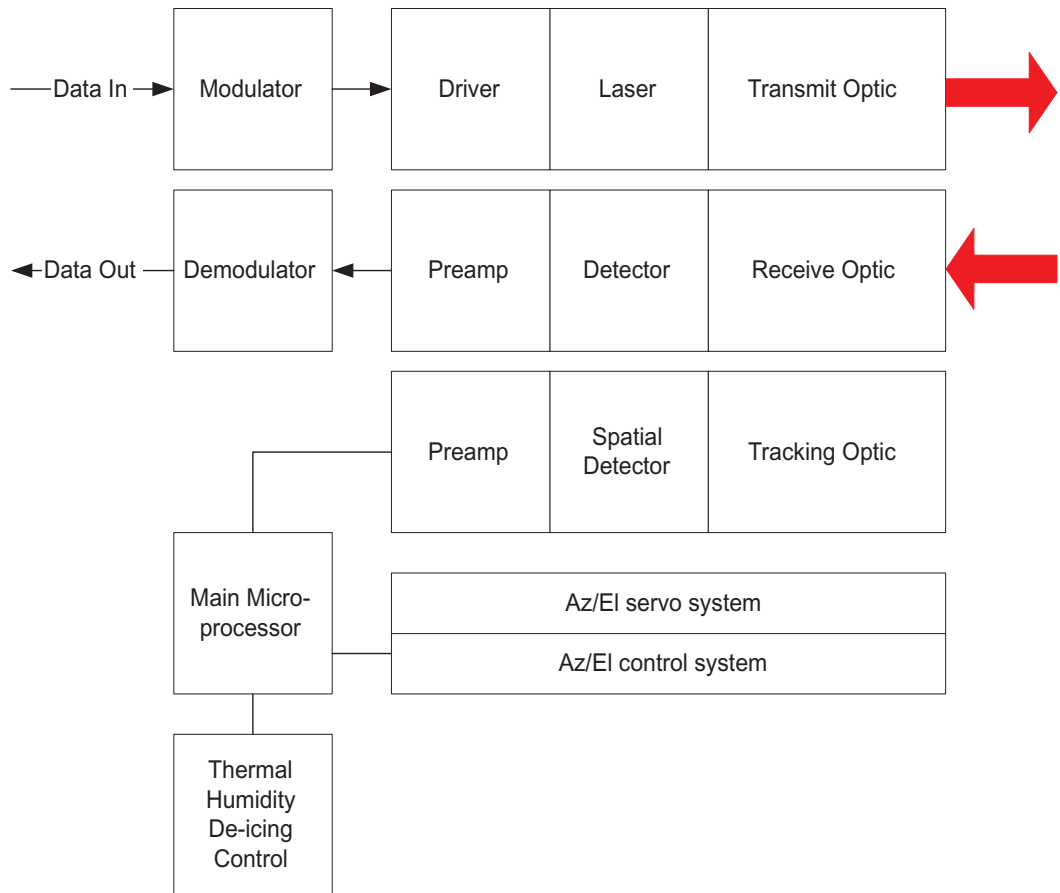 Data In
Modulator
Driver
Laser
Transmit Optic
Data Out
Demodulator
Preamp
Detector
Receive Optic
Preamp
Spatial
Detector
Tracking Optic
Main Micro-
processor
Az/El servo system
Az/El control system
Thermal
Humidity
De-icing
Control